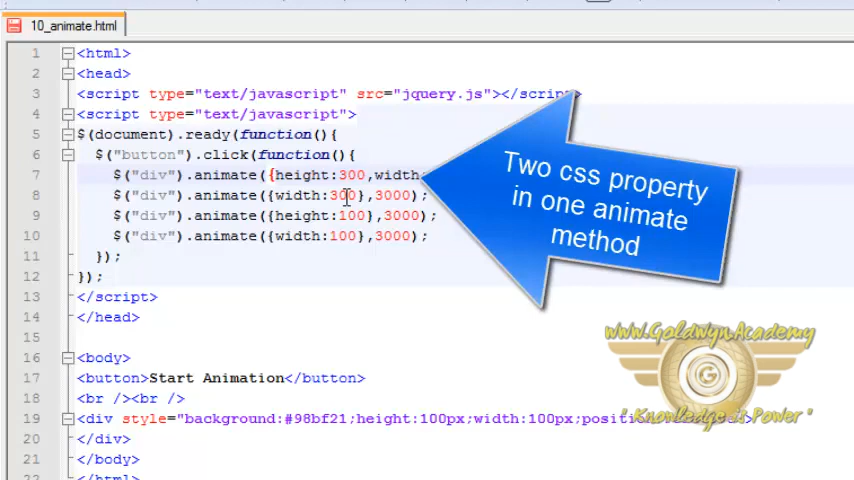 10_animate.html
1 <html>
2 <head>
3 <script type="text/javascript" src="jquery.js"></script>
4 <script type="text/javascript">
5 $(document).ready(function(){
6 $("button").click(function(){
7 $("div").animate({height:300,width:
8 $("div").animate({width:300},3000);
9 $("div").animate({height:100},3000);
10 $("div").animate({width:100},3000);
11 });
12 });
13 </script>
14 </head>
15
16 <body>
17 <button>Start Animation</button>
18 <br /><br />
19 <div style="background:#98bf21;height:100px;width:100px;
20 </div>
21 </body>
22 </html>
Two css property
in one animate
method
www.GoldwynAcademy
G
'Knowledge is Power'